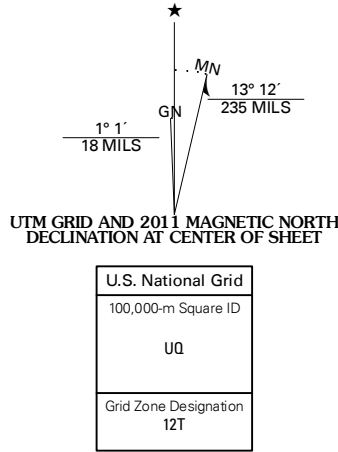 ★
MN
GN
13° 12´
235 MILS
1° 1´
18 MILS
UTM GRID AND 2011 MAGNETIC NORTH
DECLINATION AT CENTER OF SHEET
U.S. National Grid
100,000-m Square ID
UQ
Grid Zone Designation
12T